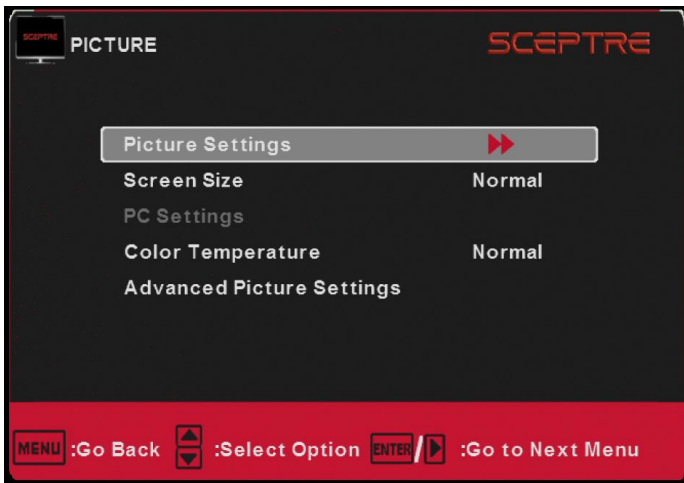 SCEPTRE
PICTURE
SCEPTRE
Picture Settings
Screen Size Normal
PC Settings
Color Temperature Normal
Advanced Picture Settings
MENU :Go Back :Select Option ENTER/ :Go to Next Menu